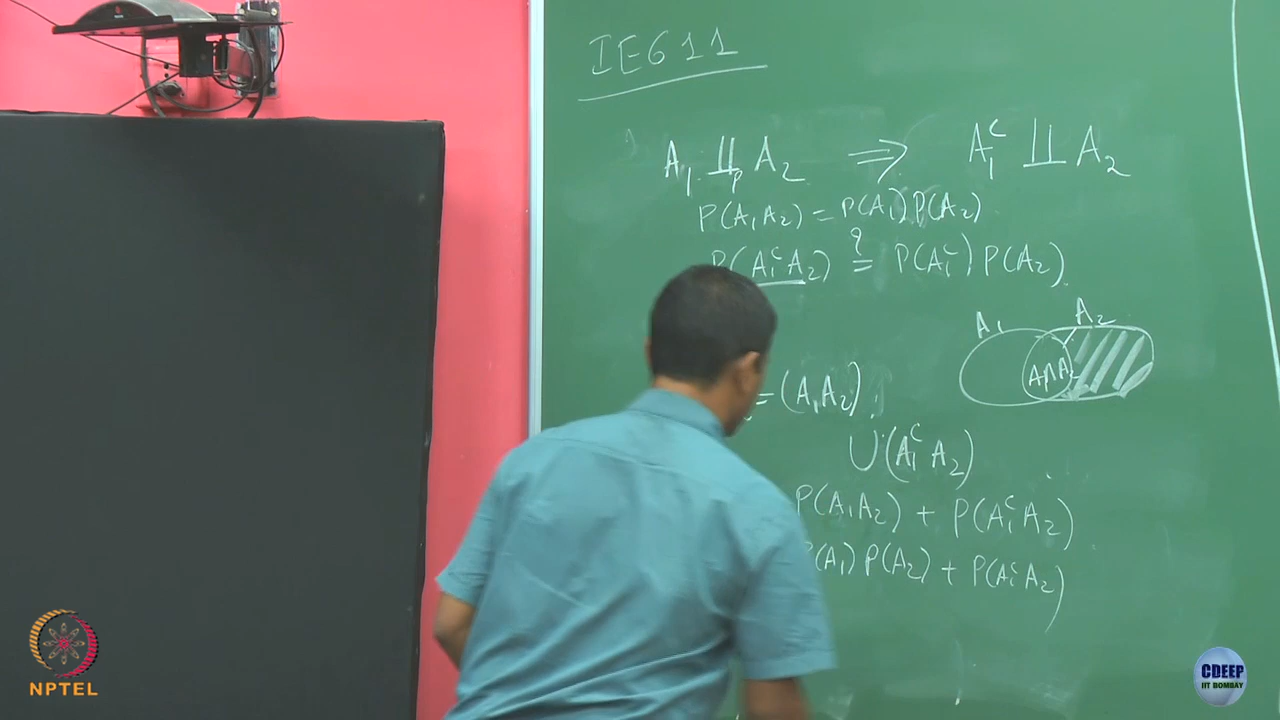 IE611
A₁ ⫫ₚ A₂ ⇒ A₁ᶜ ⫫ A₂
P(A₁A₂) = P(A₁)P(A₂)
P(A₁ᶜA₂) ?= P(A₁ᶜ)P(A₂)
A₁ A₂
A₁∩A₂
= (A₁A₂)
∪(A₁ᶜA₂)
P(A₁A₂) + P(A₁ᶜA₂)
P(A₁)P(A₂) + P(A₁ᶜA₂)
NPTEL
CDEEP
IIT BOMBAY